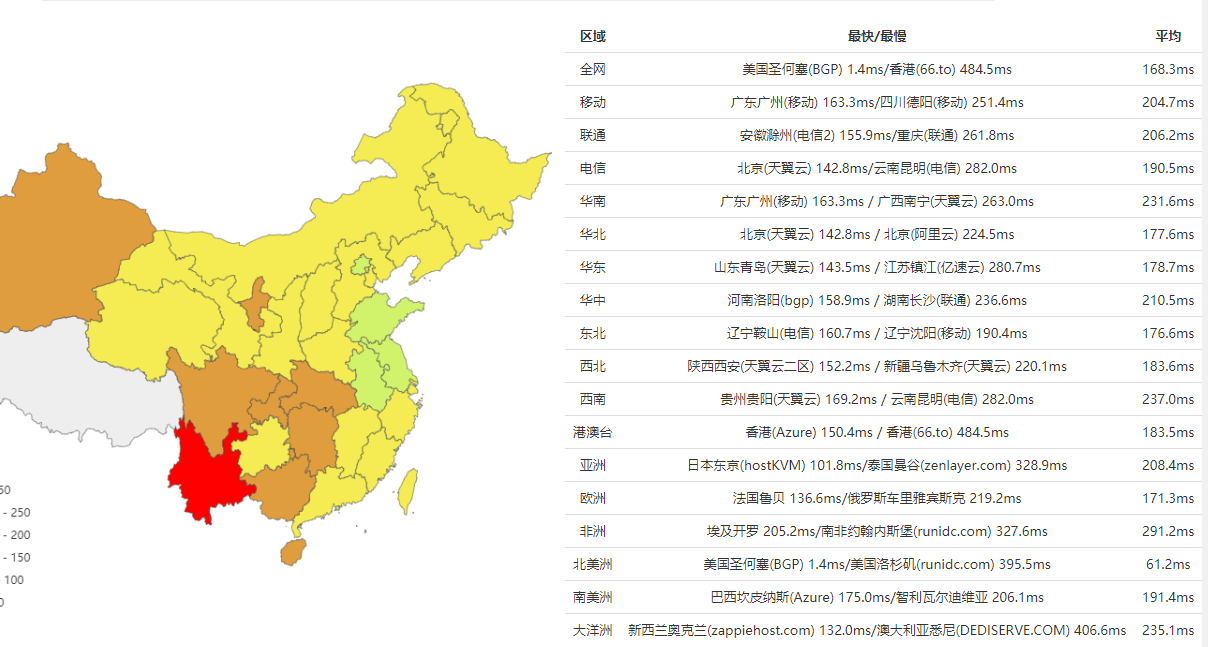 区域 最快/最慢 平均
全网 美国圣何塞(BGP) 1.4ms/香港(66.to) 484.5ms 168.3ms
移动 广东广州(移动) 163.3ms/四川德阳(移动) 251.4ms 204.7ms
联通 安徽滁州(电信2) 155.9ms/重庆(联通) 261.8ms 206.2ms
电信 北京(天翼云) 142.8ms/云南昆明(电信) 282.0ms 190.5ms
华南 广东广州(移动) 163.3ms / 广西南宁(天翼云) 263.0ms 231.6ms
华北 北京(天翼云) 142.8ms / 北京(阿里云) 224.5ms 177.6ms
华东 山东青岛(天翼云) 143.5ms / 江苏镇江(亿速云) 280.7ms 178.7ms
华中 河南洛阳(bgp) 158.9ms / 湖南长沙(联通) 236.6ms 210.5ms
东北 辽宁鞍山(电信) 160.7ms / 辽宁沈阳(移动) 190.4ms 176.6ms
西北 陕西西安(天翼云二区) 152.2ms / 新疆乌鲁木齐(天翼云) 220.1ms 183.6ms
西南 贵州贵阳(天翼云) 169.2ms / 云南昆明(电信) 282.0ms 237.0ms
港澳台 香港(Azure) 150.4ms / 香港(66.to) 484.5ms 183.5ms
亚洲 日本东京(hostKVM) 101.8ms/泰国曼谷(zenlayer.com) 328.9ms 208.4ms
欧洲 法国鲁贝 136.6ms/俄罗斯车里雅宾斯克 219.2ms 171.3ms
非洲 埃及开罗 205.2ms/南非约翰内斯堡(runidc.com) 327.6ms 291.2ms
北美洲 美国圣何塞(BGP) 1.4ms/美国洛杉矶(runidc.com) 395.5ms 61.2ms
南美洲 巴西坎皮纳斯(Azure) 175.0ms/智利瓦尔迪维亚 206.1ms 191.4ms
大洋洲 新西兰奥克兰(zappiehost.com) 132.0ms/澳大利亚悉尼(DEDISERVE.COM) 406.6ms 235.1ms
50
- 250
- 200
- 150
100